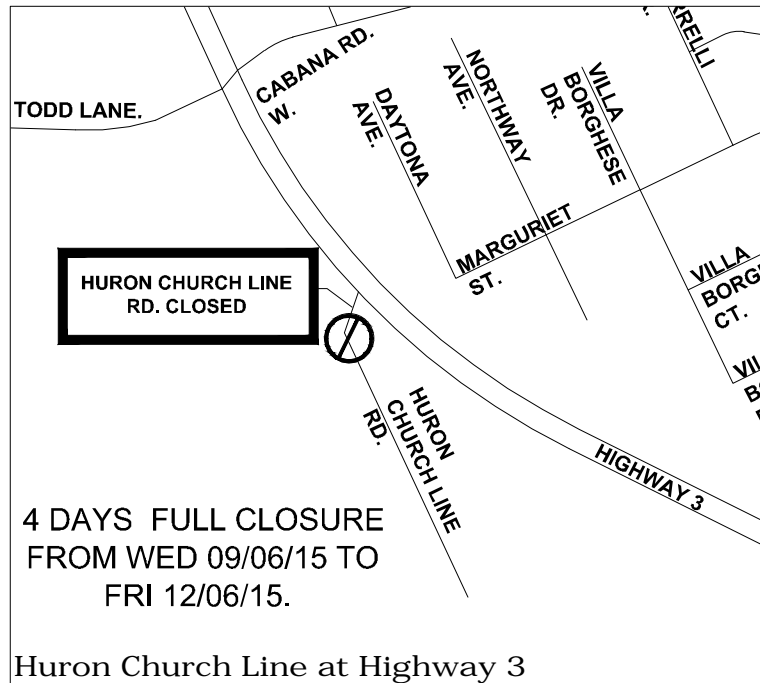 TODD LANE.
CABANA RD.
W.
DAYTONA
AVE.
NORTHWAY
AVE.
VILLA
BORGHESE
DR.
RRELLI
MARGURIET
ST.
VILLA
BORG
CT.
HURON CHURCH LINE
RD. CLOSED
HURON
CHURCH LINE
RD.
HIGHWAY 3
4 DAYS FULL CLOSURE
FROM WED 09/06/15 TO
FRI 12/06/15.
Huron Church Line at Highway 3